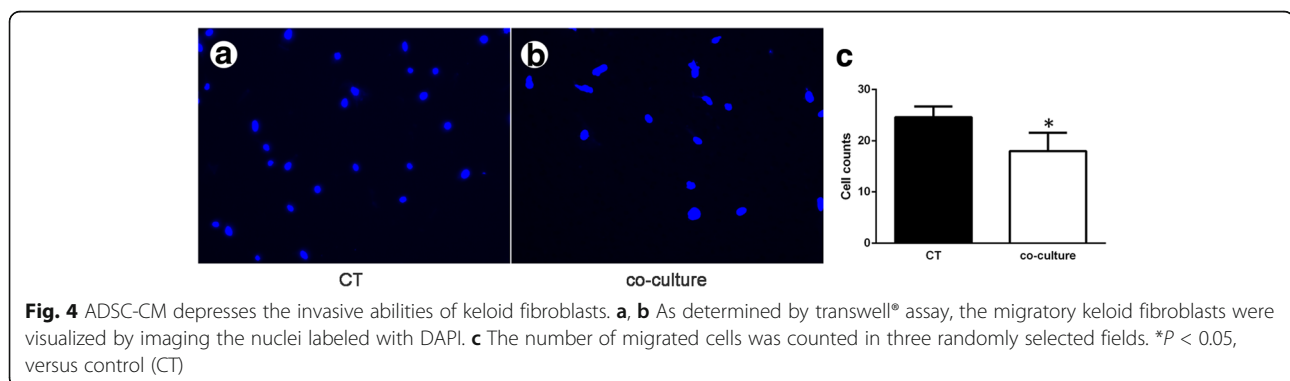 a
b
c
30
20
10
0
Cell counts
*
CT
co-culture
CT
co-culture
Fig. 4 ADSC-CM depresses the invasive abilities of keloid fibroblasts. a, b As determined by transwell® assay, the migratory keloid fibroblasts were
visualized by imaging the nuclei labeled with DAPI. c The number of migrated cells was counted in three randomly selected fields. *P < 0.05,
versus control (CT)